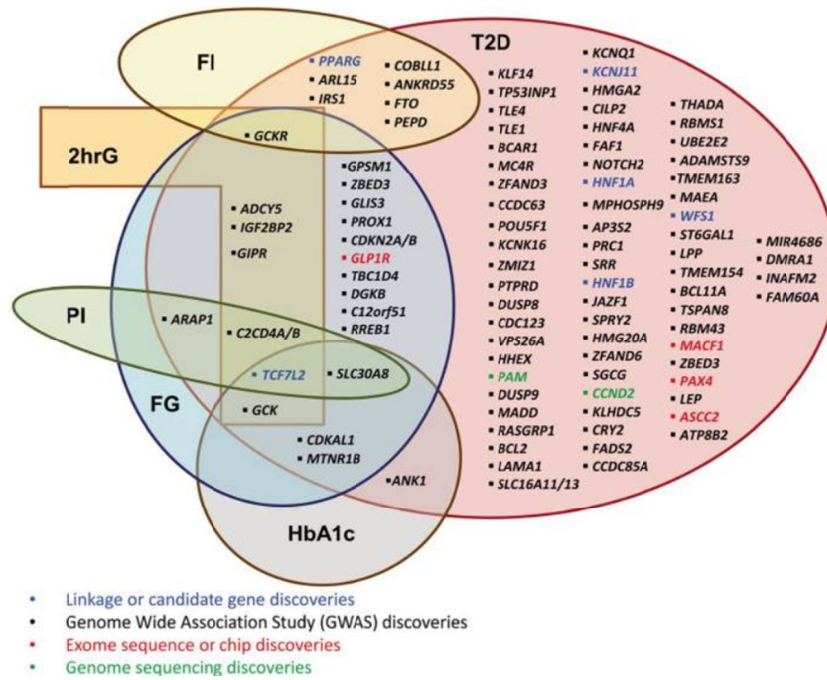 FI
▪ PPARG
▪ ARL15
▪ IRS1
▪ COBLL1
▪ ANKRD55
▪ FTO
▪ PEPD
T2D
2hrG
▪ GCKR
▪ ADCY5
▪ IGF2BP2
▪ GIPR
▪ GPSM1
▪ ZBED3
▪ GLIS3
▪ PROX1
▪ CDKN2A/B
▪ GLP1R
▪ TBC1D4
▪ DGKB
▪ C12orf51
▪ RREB1
PI
▪ ARAP1
▪ C2CD4A/B
▪ TCF7L2
▪ SLC30A8
FG
▪ GCK
▪ CDKAL1
▪ MTNR1B
▪ ANK1
HbA1c
▪ KLF14
▪ TP53INP1
▪ TLE4
▪ TLE1
▪ BCAR1
▪ MC4R
▪ ZFAND3
▪ CCDC63
▪ POU5F1
▪ KCNK16
▪ ZMIZ1
▪ PTPRD
▪ DUSP8
▪ CDC123
▪ VPS26A
▪ HHEX
▪ PAM
▪ DUSP9
▪ MADD
▪ RASGRP1
▪ BCL2
▪ LAMA1
▪ SLC16A11/13
▪ KCNQ1
▪ KCNJ11
▪ HMGA2
▪ CILP2
▪ HNF4A
▪ FAF1
▪ NOTCH2
▪ HNF1A
▪ MPHOSPH9
▪ AP3S2
▪ PRC1
▪ SRR
▪ HNF1B
▪ JAZF1
▪ SPRY2
▪ HMG20A
▪ ZFAND6
▪ SGCG
▪ CCND2
▪ KLHDC5
▪ CRY2
▪ FADS2
▪ CCDC85A
▪ THADA
▪ RBMS1
▪ UBE2E2
▪ ADAMSTS9
▪ TMEM163
▪ MAEA
▪ WFS1
▪ ST6GAL1
▪ LPP
▪ TMEM154
▪ BCL11A
▪ TSPAN8
▪ RBM43
▪ MACF1
▪ ZBED3
▪ PAX4
▪ LEP
▪ ASCC2
▪ ATP8B2
▪ MIR4686
▪ DMRA1
▪ INAFM2
▪ FAM60A
• Linkage or candidate gene discoveries
• Genome Wide Association Study (GWAS) discoveries
• Exome sequence or chip discoveries
• Genome sequencing discoveries